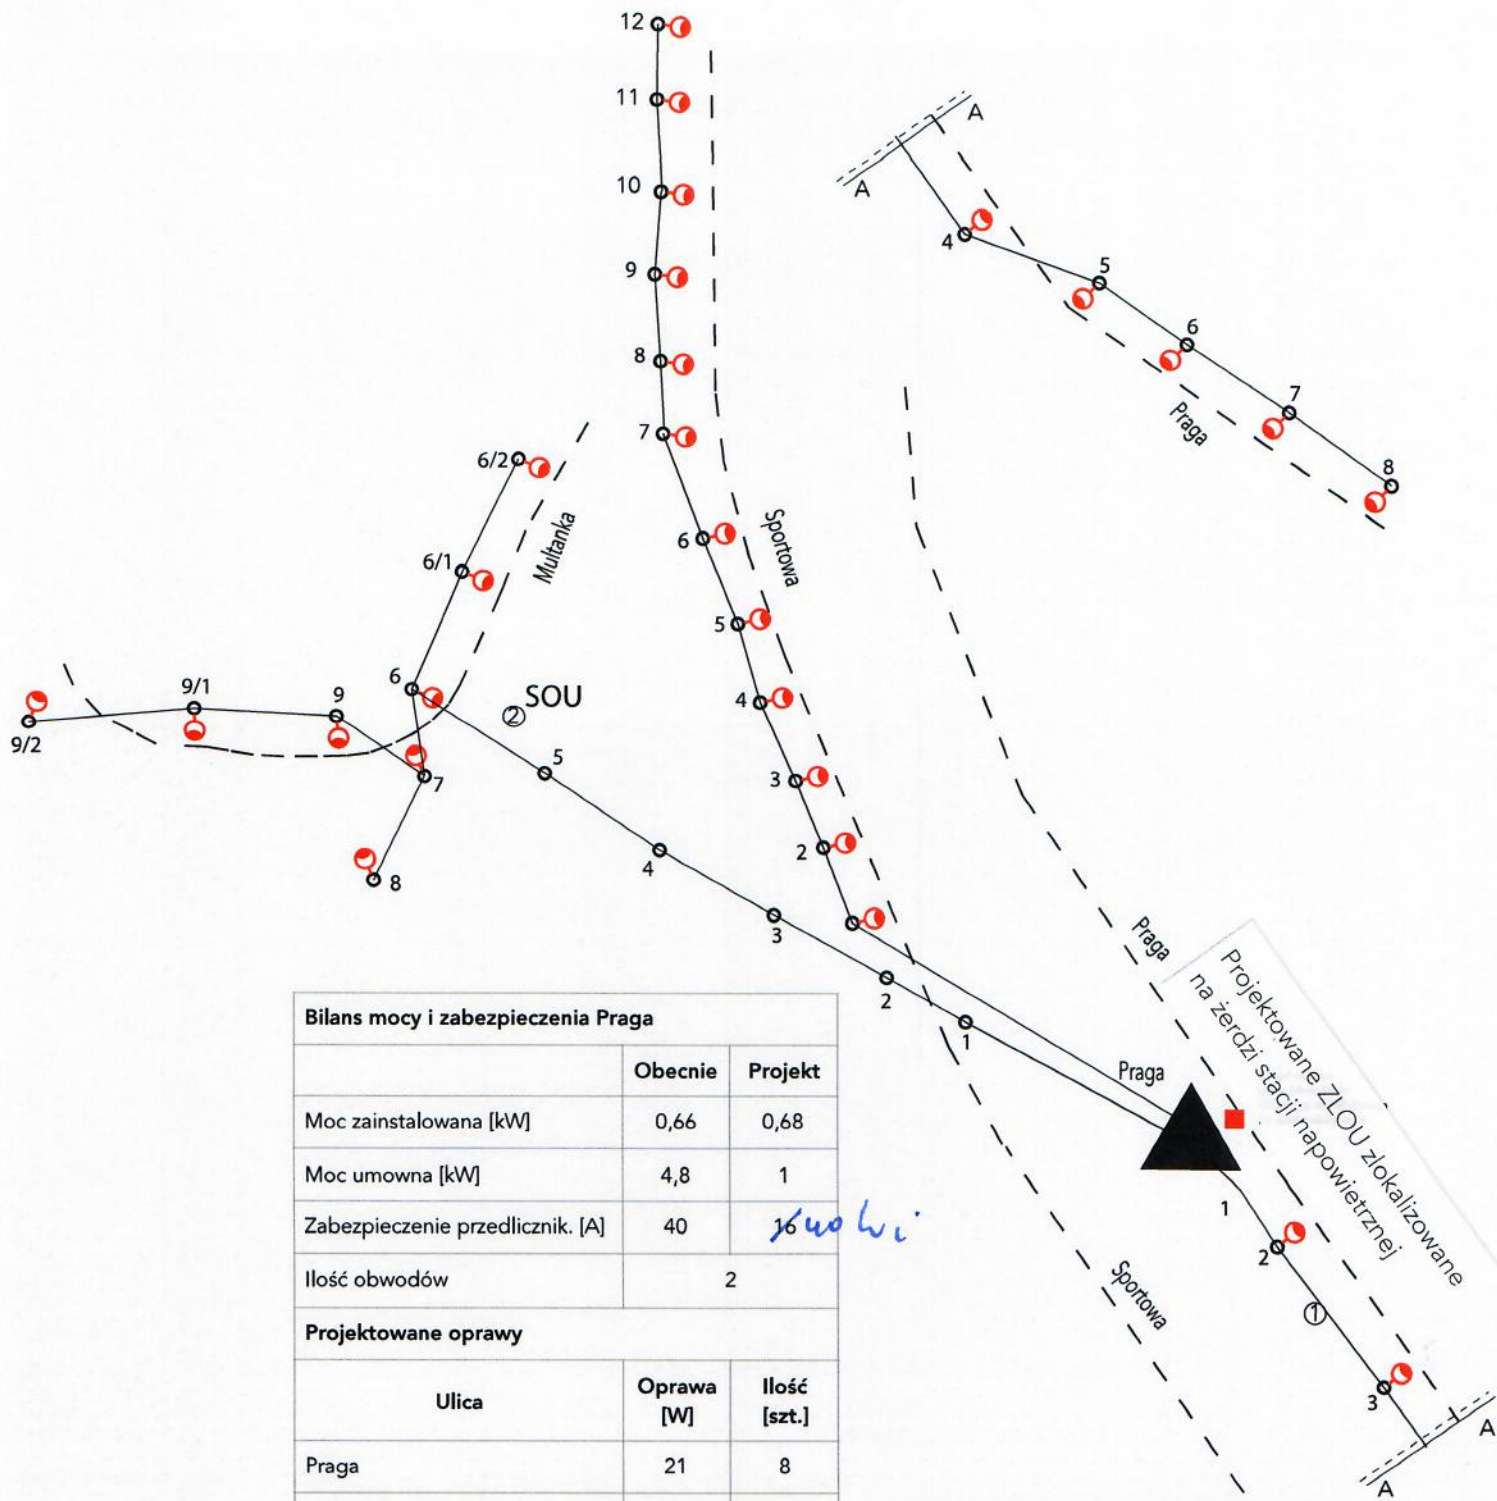 12
11
10
9
8
7
6
5
4
3
2
A
A
4
5
6
7
8
Praga
6/2
6/1
6
Multanka
Sportowa
9/2
9/1
9
7
8
② SOU
5
4
3
2
1
Praga
Praga
Projektowane ZLOU zlokalizowane
na żerdzi stacji napowietrznej
1
2
①
3
A
A
Sportowa
Bilans mocy i zabezpieczenia Praga
Obecnie Projekt
Moc zainstalowana [kW] 0,66 0,68
Moc umowna [kW] 4,8 1
Zabezpieczenie przedlicznik. [A] 40 16
Ilość obwodów 2
Projektowane oprawy
Ulica Oprawa [W] Ilość [szt.]
Praga 21 8